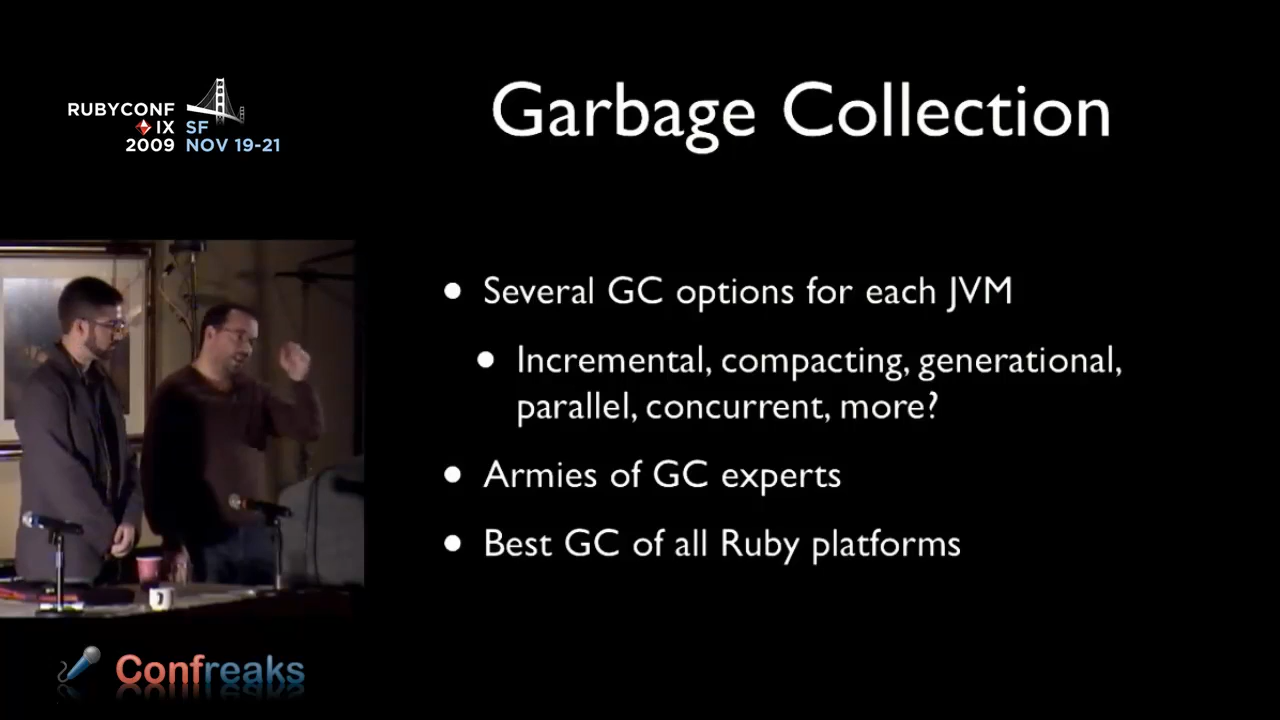 RUBYCONF
IX SF
2009 NOV 19-21
Garbage Collection
• Several GC options for each JVM
• Incremental, compacting, generational,
parallel, concurrent, more?
• Armies of GC experts
• Best GC of all Ruby platforms
Confreaks